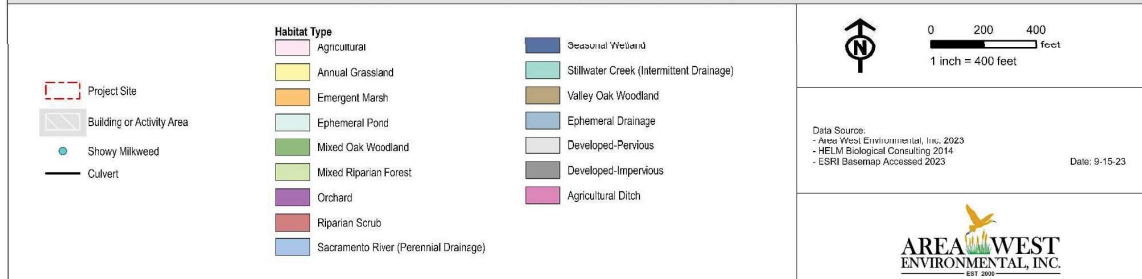 Project Site
Building or Activity Area
Showy Milkweed
Culvert
Habitat Type
Agricultural
Annual Grassland
Emergent Marsh
Ephemeral Pond
Mixed Oak Woodland
Mixed Riparian Forest
Orchard
Riparian Scrub
Sacramento River (Perennial Drainage)
Seasonal Wetland
Stillwater Creek (Intermittent Drainage)
Valley Oak Woodland
Ephemeral Drainage
Developed-Pervious
Developed-Impervious
Agricultural Ditch
N
0 200 400
feet
1 inch = 400 feet
Data Source:
- Area West Environmental, Inc. 2023
- HELM Biological Consulting 2014
- ESRI Basemap Accessed 2023
Date: 9-15-23
AREA WEST
ENVIRONMENTAL, INC.
EST 2000